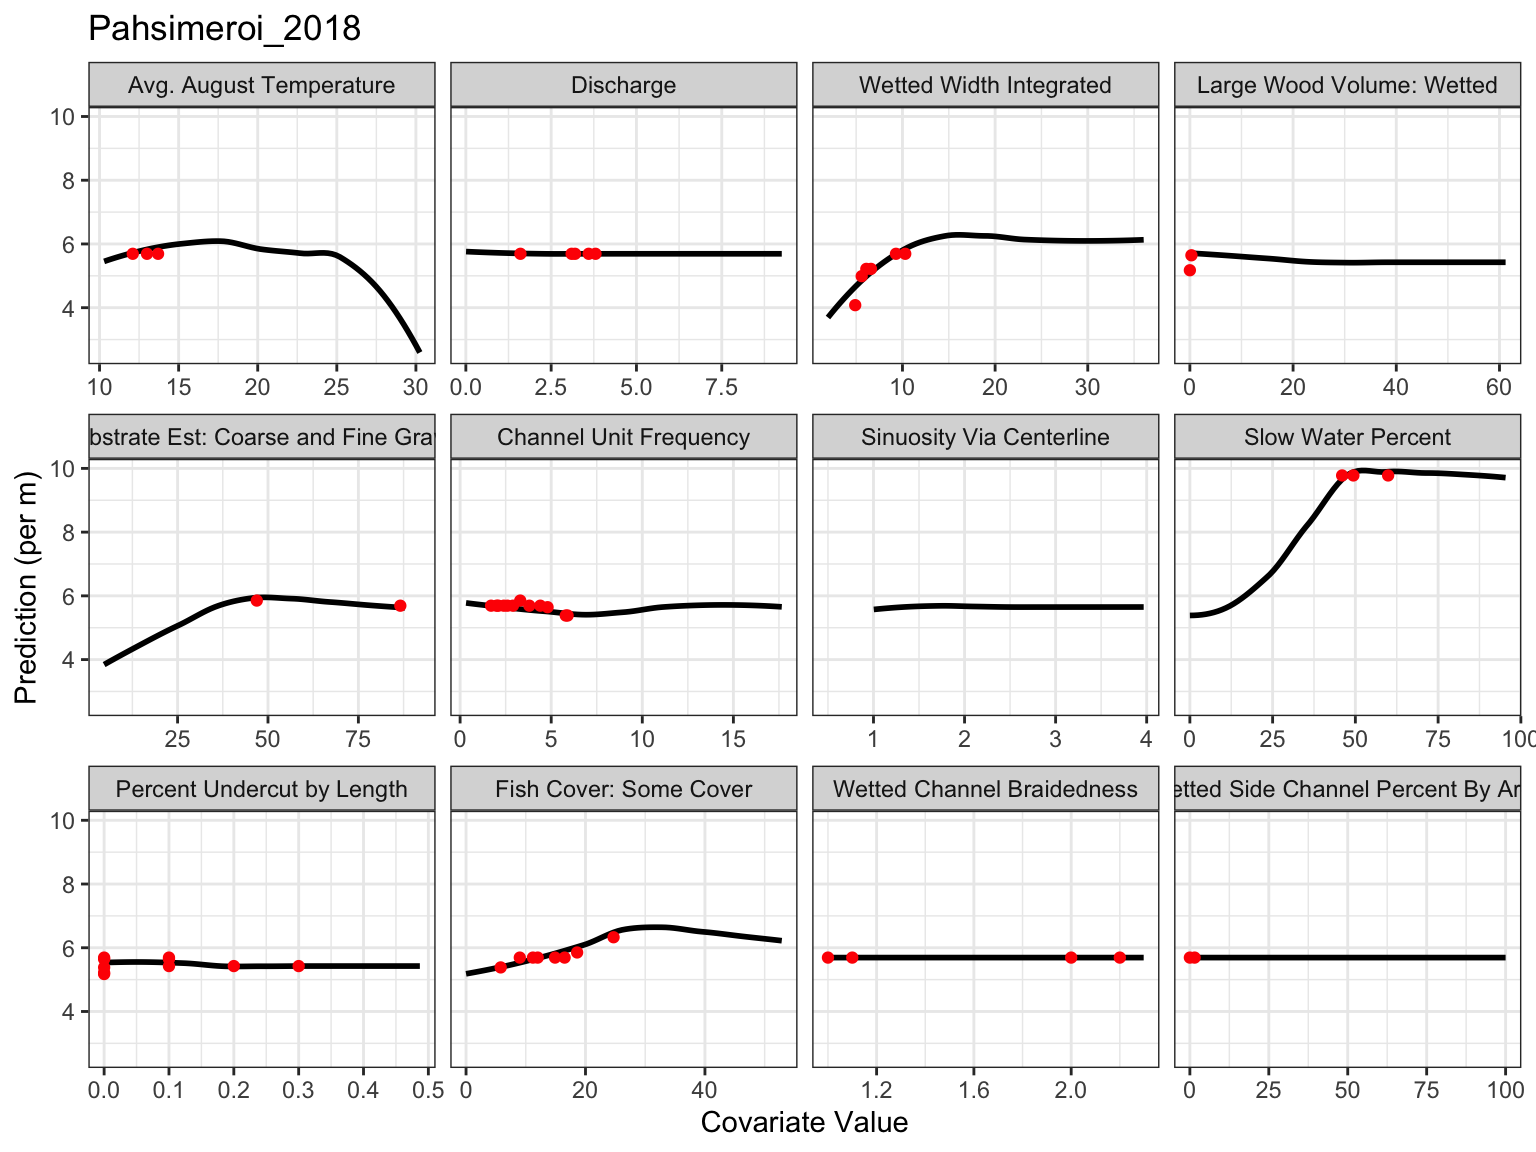 Pahsimeroi_2018
Avg. August Temperature
Discharge
Wetted Width Integrated
Large Wood Volume: Wetted
10
8
6
4
10 15 20 25 30
0.0 2.5 5.0 7.5
10 20 30
0 20 40 60
bstrate Est: Coarse and Fine Grav
Channel Unit Frequency
Sinuosity Via Centerline
Slow Water Percent
10
8
6
4
25 50 75
0 5 10 15
1 2 3 4
0 25 50 75 100
Percent Undercut by Length
Fish Cover: Some Cover
Wetted Channel Braidedness
etted Side Channel Percent By Ar
10
8
6
4
0.0 0.1 0.2 0.3 0.4 0.5
0 20 40
1.2 1.6 2.0
0 25 50 75 100
Prediction (per m)
Covariate Value